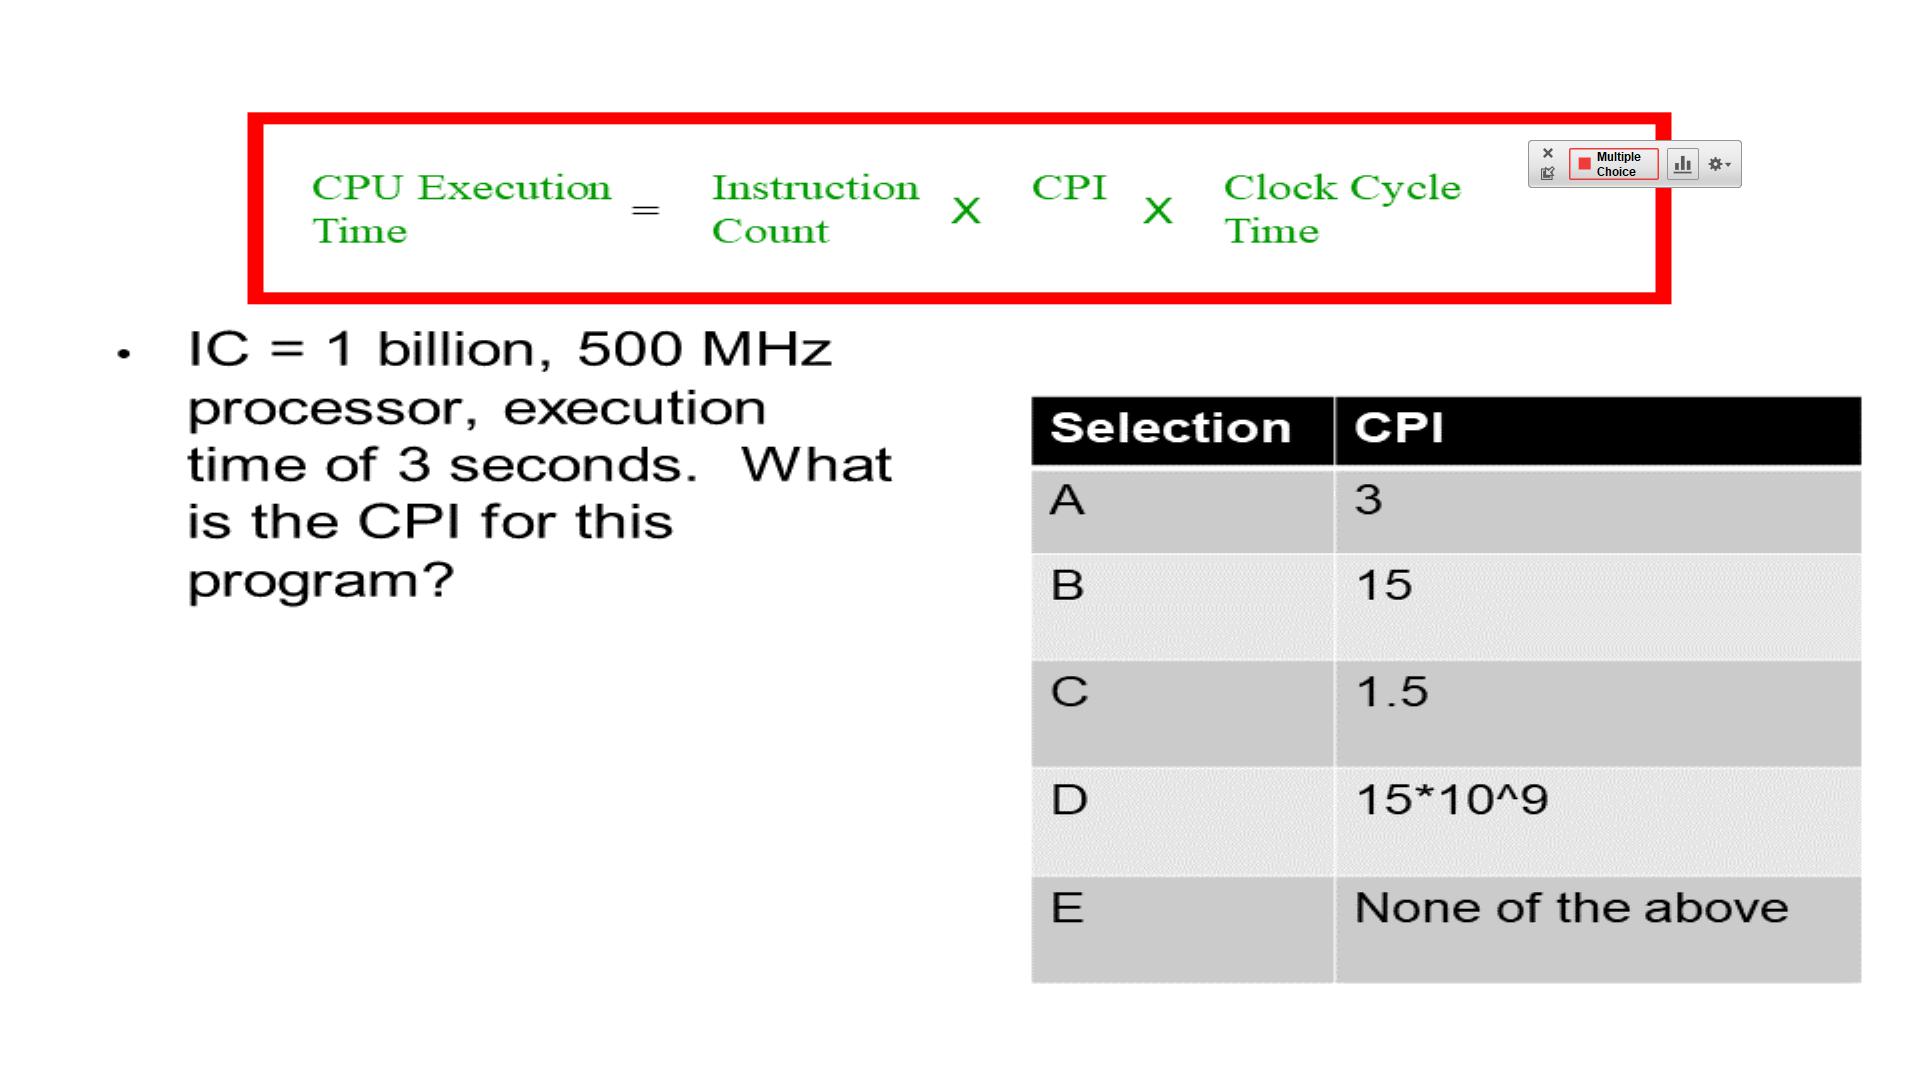 CPU Execution Time = Instruction Count X CPI X Clock Cycle Time
Multiple
Choice
• IC = 1 billion, 500 MHz
processor, execution
time of 3 seconds. What
is the CPI for this
program?
Selection CPI
A 3
B 15
C 1.5
D 15*10^9
E None of the above